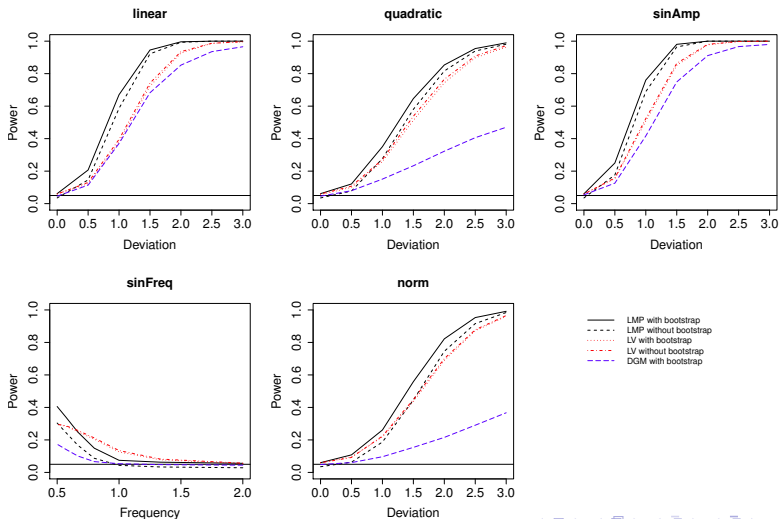 linear
Power
0.0 0.2 0.4 0.6 0.8 1.0
0.0 0.5 1.0 1.5 2.0 2.5 3.0
Deviation
quadratic
Power
0.0 0.2 0.4 0.6 0.8 1.0
0.0 0.5 1.0 1.5 2.0 2.5 3.0
Deviation
sinAmp
Power
0.0 0.2 0.4 0.6 0.8 1.0
0.0 0.5 1.0 1.5 2.0 2.5 3.0
Deviation
sinFreq
Power
0.0 0.2 0.4 0.6 0.8 1.0
0.5 1.0 1.5 2.0
Frequency
norm
Power
0.0 0.2 0.4 0.6 0.8 1.0
0.0 0.5 1.0 1.5 2.0 2.5 3.0
Deviation
LMP with bootstrap
LMP without bootstrap
LV with bootstrap
LV without bootstrap
DGM with bootstrap